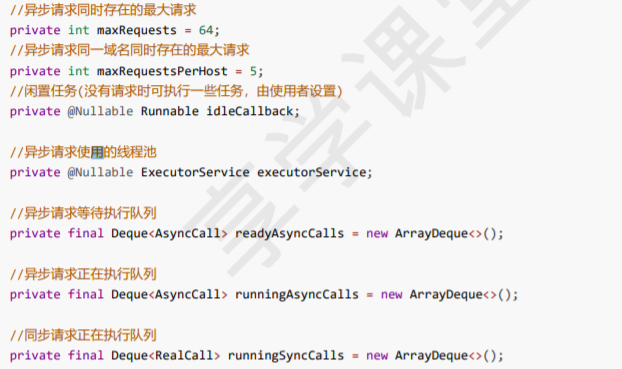 //异步请求同时存在的最大请求
private int maxRequests = 64;
//异步请求同一域名同时存在的最大请求
private int maxRequestsPerHost = 5;
//闲置任务(没有请求时可执行一些任务，由使用者设置)
private @Nullable Runnable idleCallback;
//异步请求使用的线程池
private @Nullable ExecutorService executorService;
//异步请求等待执行队列
private final Deque<AsyncCall> readyAsyncCalls = new ArrayDeque<>();
//异步请求正在执行队列
private final Deque<AsyncCall> runningAsyncCalls = new ArrayDeque<>();
//同步请求正在执行队列
private final Deque<RealCall> runningSyncCalls = new ArrayDeque<>();
享学课堂